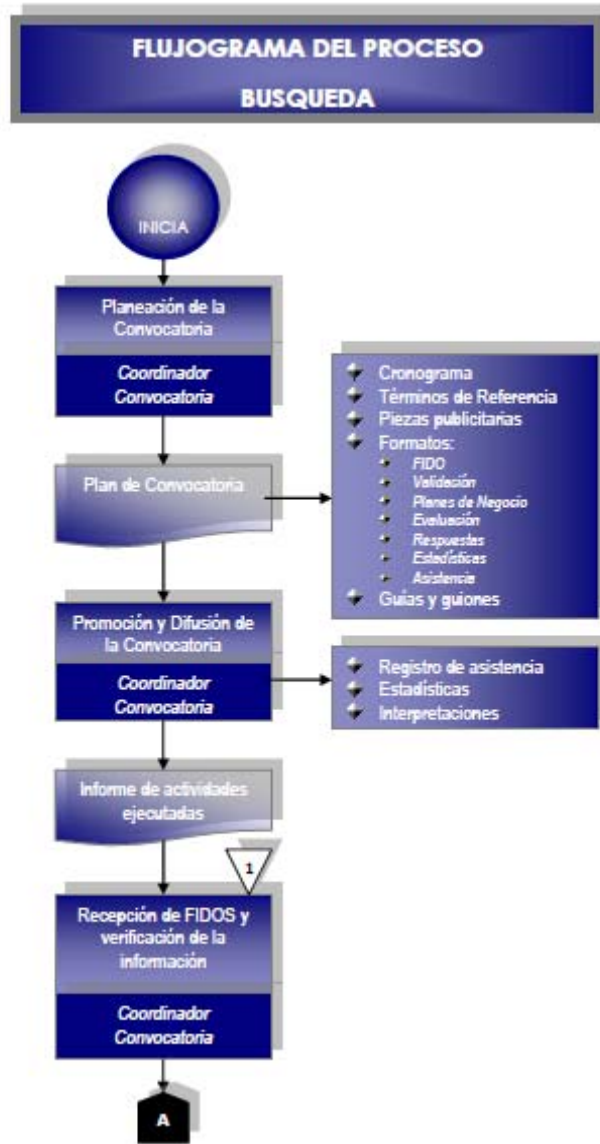 FLUJOGRAMA DEL PROCESO
BUSQUEDA
INICIA
Planeación de la
Convocatoria
Coordinador
Convocatoria
Plan de Convocatoria
Cronograma
Términos de Referencia
Piezas publicitarias
Formatos:
FIDO
Validación
Planes de Negocio
Evaluación
Respuestas
Estadísticas
Asistencia
Guías y guiones
Promoción y Difusión de
la Convocatoria
Coordinador
Convocatoria
Registro de asistencia
Estadísticas
Interpretaciones
Informe de actividades
ejecutadas
1
Recepción de FIDOS y
verificación de la
información
Coordinador
Convocatoria
A